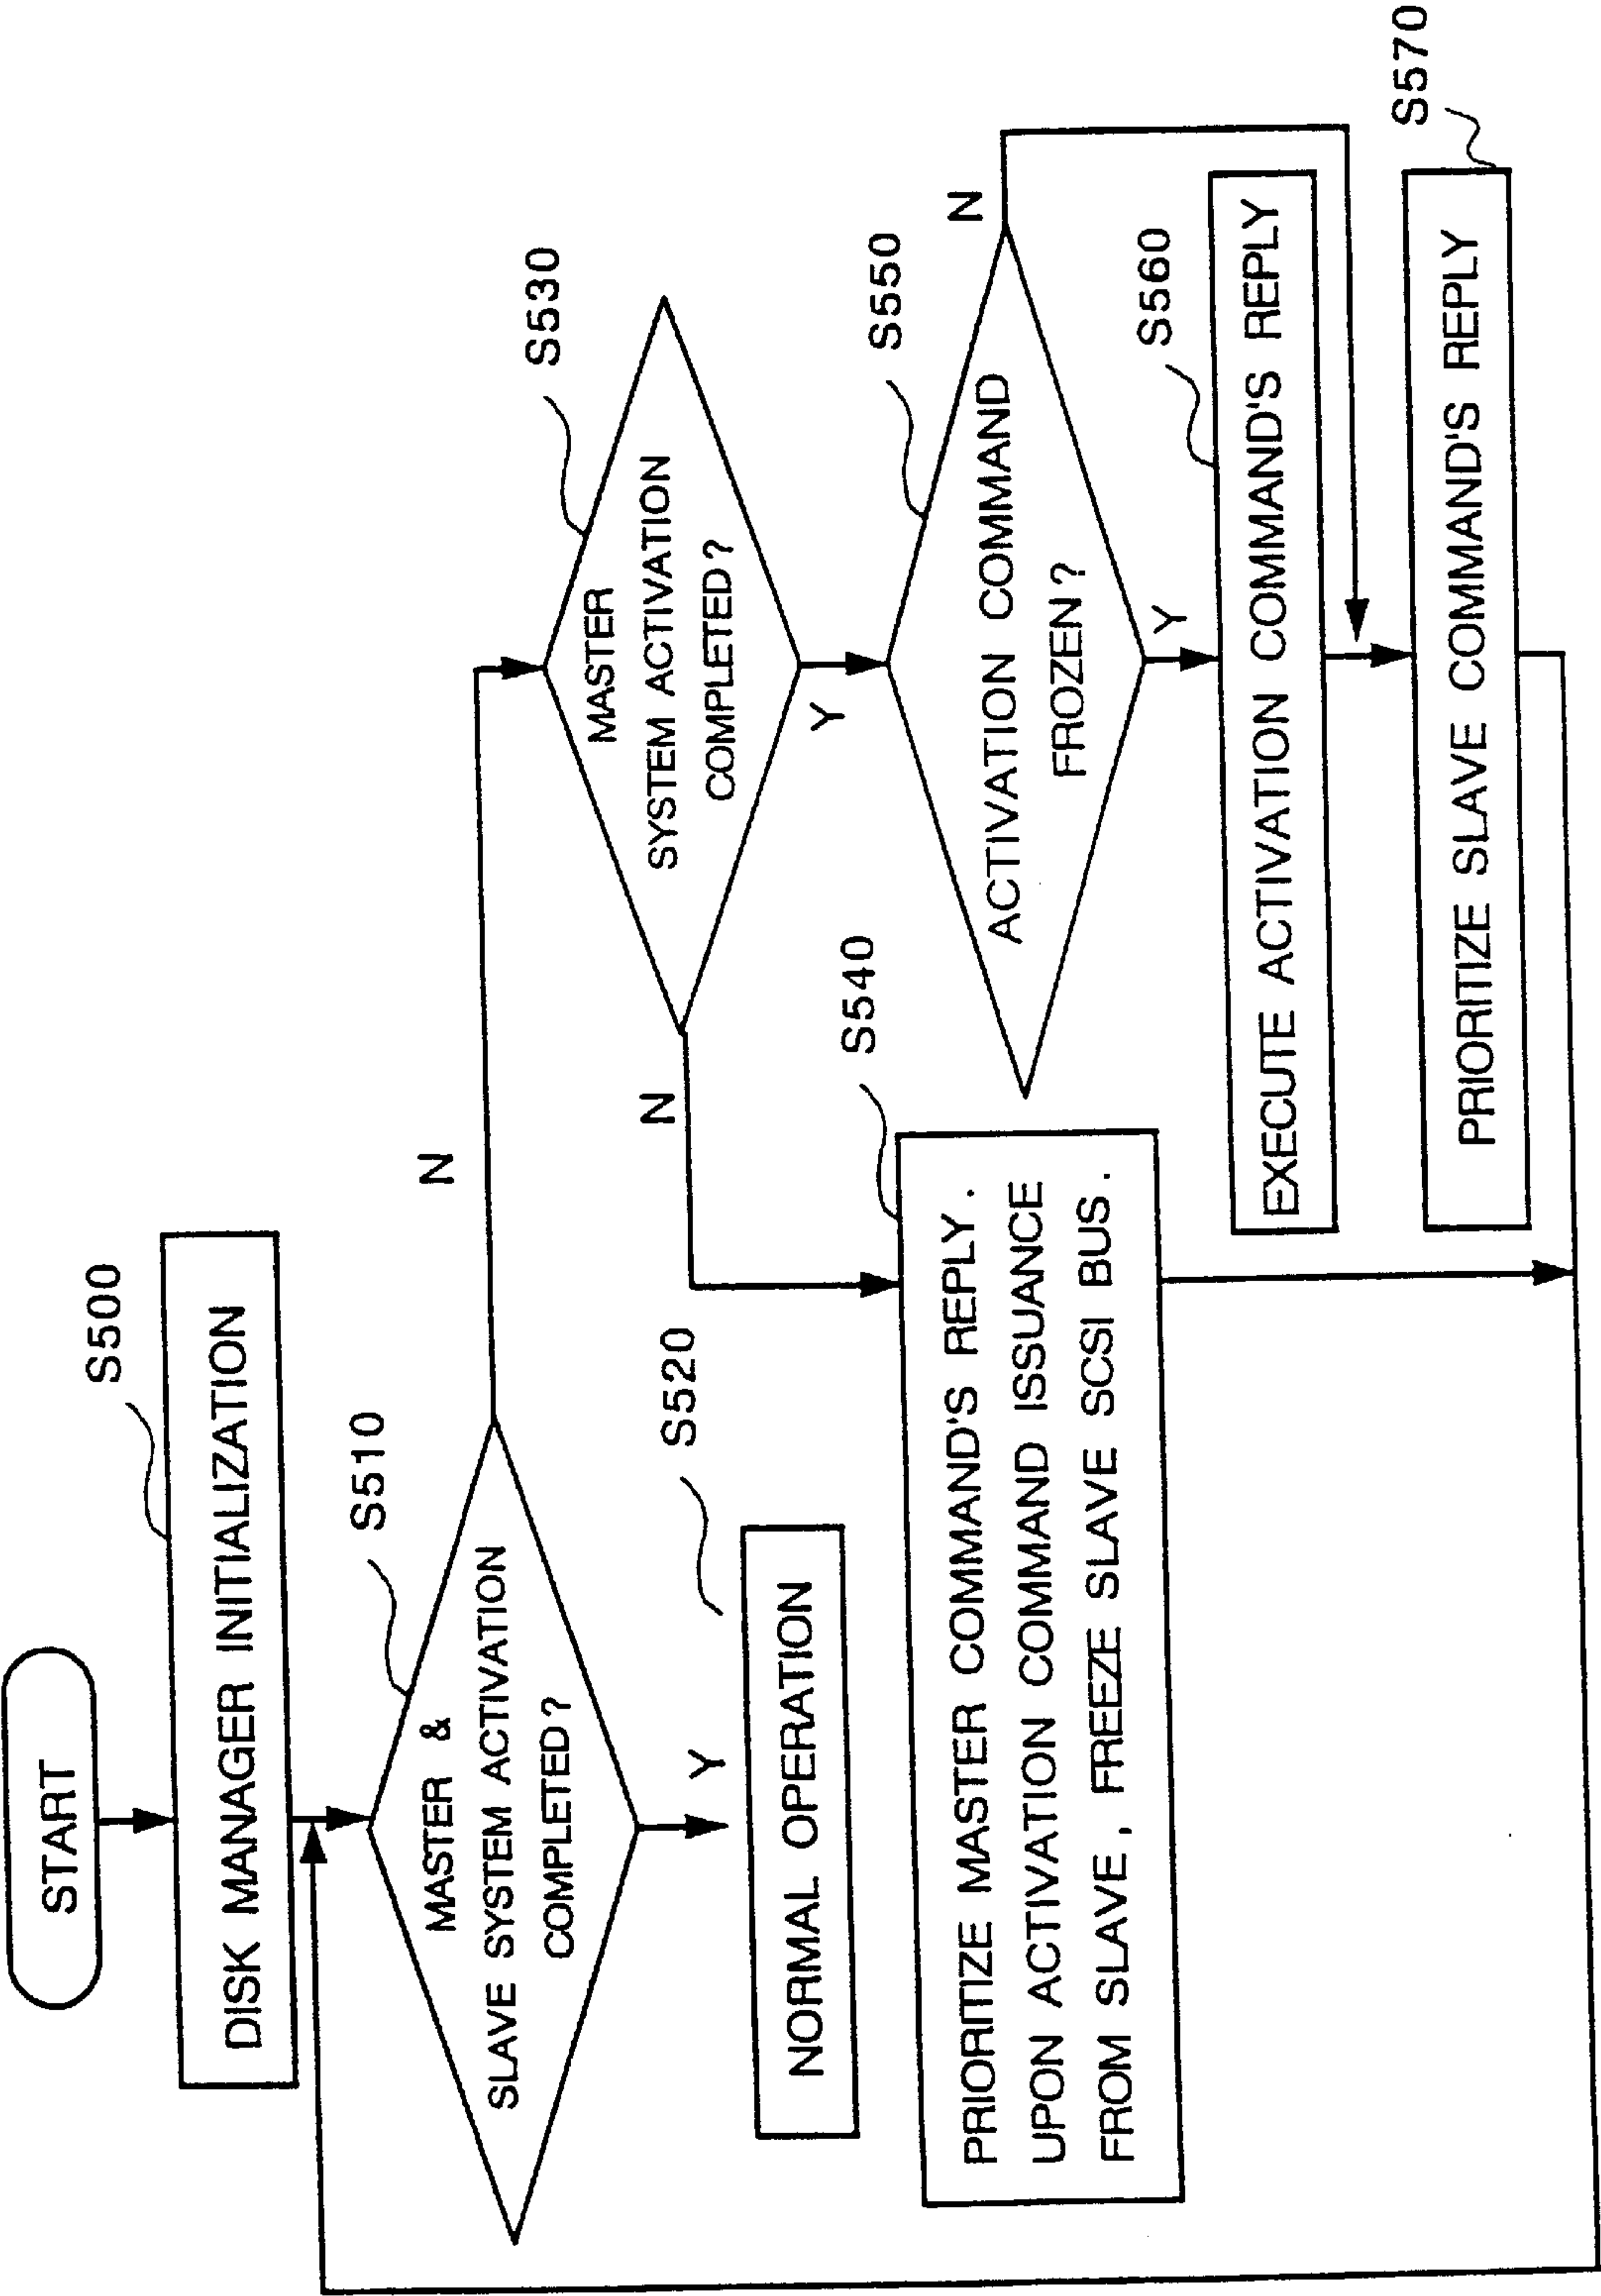 START
S500
DISK MANAGER INITIALIZATION
S510
MASTER &
SLAVE SYSTEM ACTIVATION
COMPLETED?
N
Y
S520
NORMAL OPERATION
S530
MASTER
SYSTEM ACTIVATION
COMPLETED?
N
Y
S540
PRIORITIZE MASTER COMMAND'S REPLY.
UPON ACTIVATION COMMAND ISSUANCE
FROM SLAVE, FREEZE SLAVE SCSI BUS.
S550
ACTIVATION COMMAND
FROZEN?
N
Y
S560
EXECUTE ACTIVATION COMMAND'S REPLY
S570
PRIORITIZE SLAVE COMMAND'S REPLY